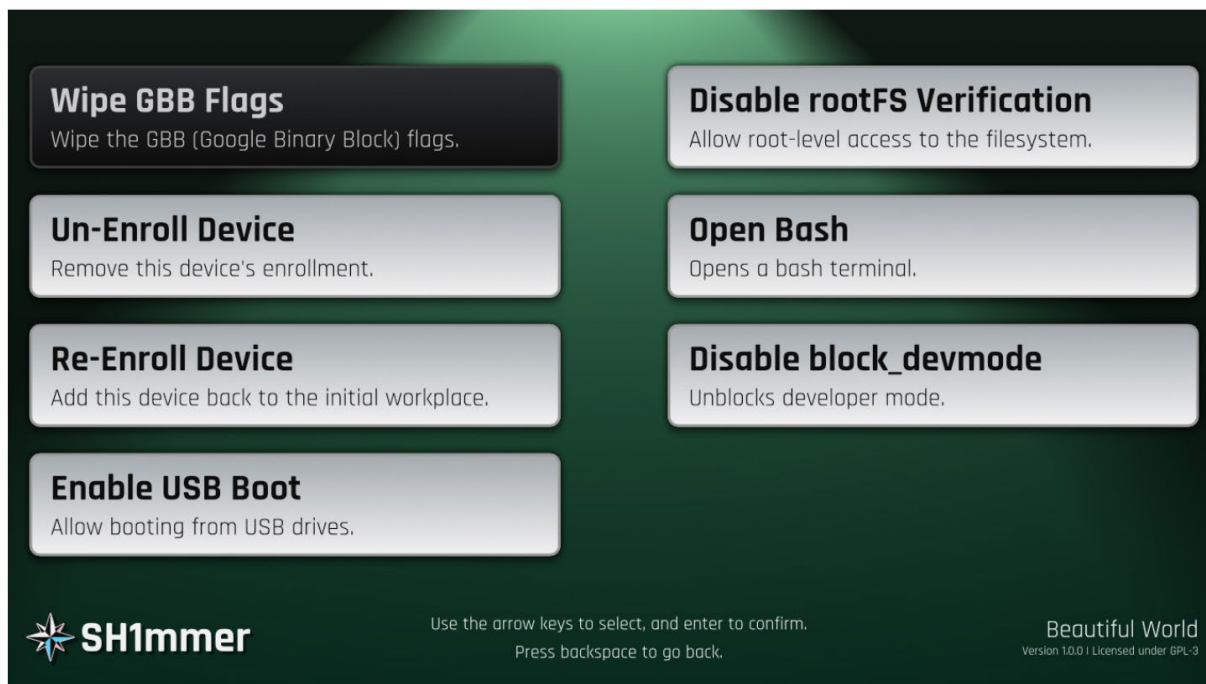 Wipe GBB Flags
Wipe the GBB (Google Binary Block) flags.
Un-Enroll Device
Remove this device's enrollment.
Re-Enroll Device
Add this device back to the initial workplace.
Enable USB Boot
Allow booting from USB drives.
Disable rootFS Verification
Allow root-level access to the filesystem.
Open Bash
Opens a bash terminal.
Disable block_devmode
Unblocks developer mode.
SH1mmer
Use the arrow keys to select, and enter to confirm.
Press backspace to go back.
Beautiful World
Version 1.0.0 | Licensed under GPL-3